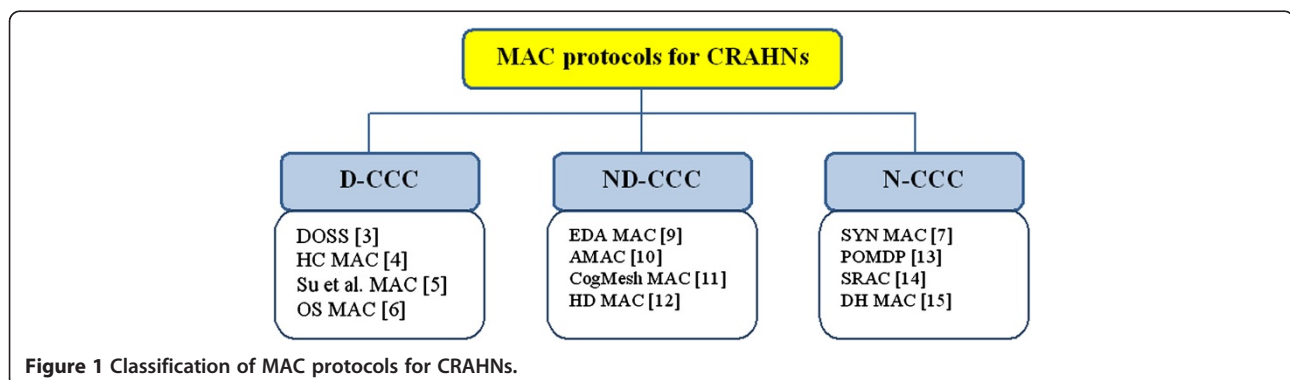 MAC protocols for CRAHNs
D-CCC
DOSS [3]
HC MAC [4]
Su et al. MAC [5]
OS MAC [6]
ND-CCC
EDA MAC [9]
AMAC [10]
CogMesh MAC [11]
HD MAC [12]
N-CCC
SYN MAC [7]
POMDP [13]
SRAC [14]
DH MAC [15]
Figure 1 Classification of MAC protocols for CRAHNs.